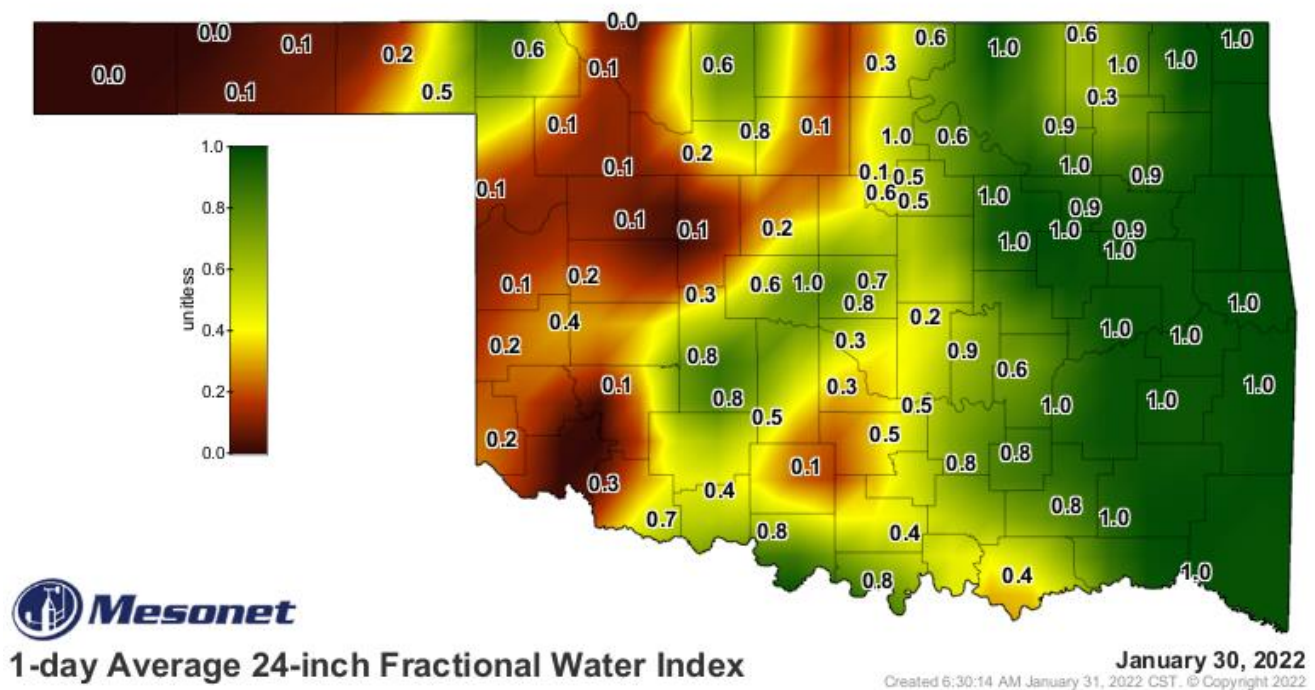 0.0
0.0 0.1 0.2 0.6 0.6 1.0 0.6 1.0
0.0 0.1 0.6 0.3 1.0 1.0
0.1 0.5 0.3
0.1 0.8 0.1 1.0 0.6 0.9
1.0
0.2
0.1 0.1 0.5 1.0 0.9
0.8
0.1 0.6 0.5 1.0
0.9
0.1 0.1 0.2 1.0 0.9
unitless
0.6
1.0 1.0
0.1 0.2 0.3 0.6 1.0 0.7
0.8 1.0
0.4
0.4 0.2 1.0 1.0
0.2 0.8 0.3 0.9
0.6
0.2
0.1 0.8 0.3 1.0 1.0 1.0
0.5 0.5
0.2 0.5
0.0
0.1 0.8 0.8
0.3 0.4
0.7 0.8 0.4 0.8 1.0
0.8 0.4 1.0
Mesonet
1-day Average 24-inch Fractional Water Index
January 30, 2022
Created 6:30:14 AM January 31, 2022 CST. © Copyright 2022